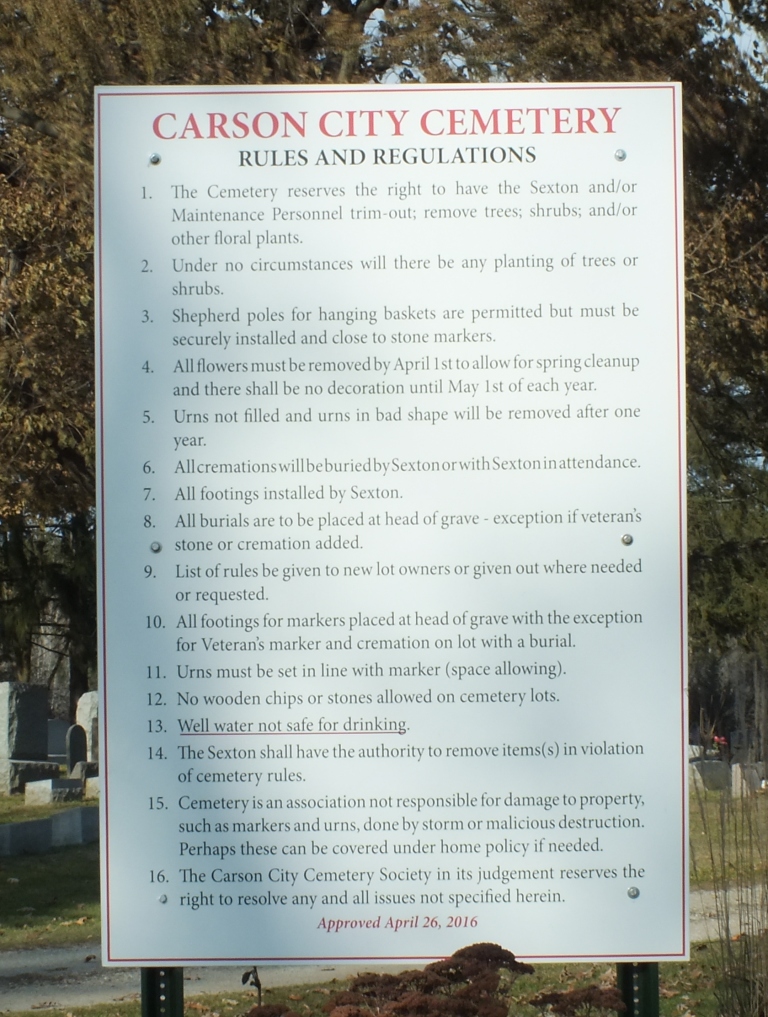 CARSON CITY CEMETERY
RULES AND REGULATIONS
1. The Cemetery reserves the right to have the Sexton and/or
Maintenance Personnel trim-out; remove trees; shrubs; and/or
other floral plants.
2. Under no circumstances will there be any planting of trees or
shrubs.
3. Shepherd poles for hanging baskets are permitted but must be
securely installed and close to stone markers.
4. All flowers must be removed by April 1st to allow for spring cleanup
and there shall be no decoration until May 1st of each year.
5. Urns not filled and urns in bad shape will be removed after one
year.
6. All cremations will be buried by Sexton or with Sexton in attendance.
7. All footings installed by Sexton.
8. All burials are to be placed at head of grave - exception if veteran's
stone or cremation added.
9. List of rules be given to new lot owners or given out where needed
or requested.
10. All footings for markers placed at head of grave with the exception
for Veteran's marker and cremation on lot with a burial.
11. Urns must be set in line with marker (space allowing).
12. No wooden chips or stones allowed on cemetery lots.
13. Well water not safe for drinking.
14. The Sexton shall have the authority to remove items(s) in violation
of cemetery rules.
15. Cemetery is an association not responsible for damage to property,
such as markers and urns, done by storm or malicious destruction.
Perhaps these can be covered under home policy if needed.
16. The Carson City Cemetery Society in its judgement reserves the
right to resolve any and all issues not specified herein.
Approved April 26, 2016